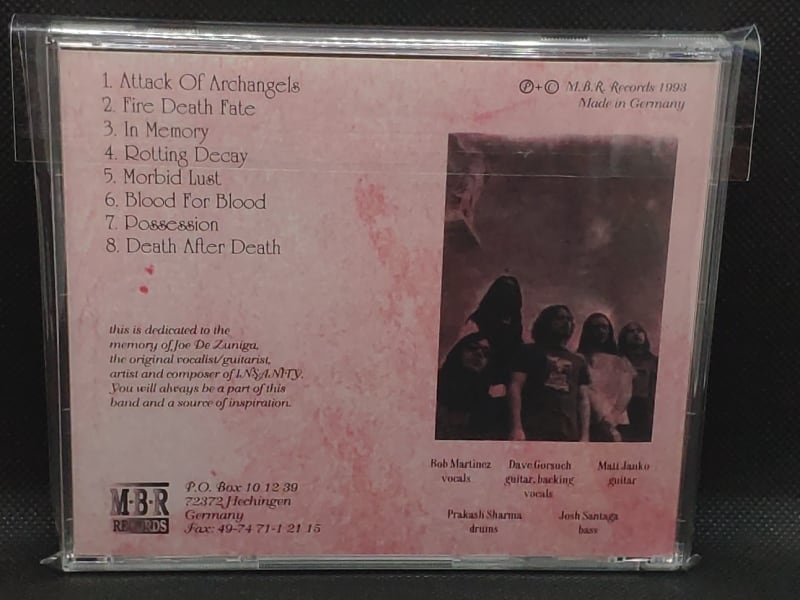 1. Attack Of Archangels
2. Fire Death Fate
3. In Memory
4. Rotting Decay
5. Morbid Lust
6. Blood For Blood
7. Possession
8. Death After Death
Ⓟ+© M.B.R. Records 1993
Made in Germany
this is dedicated to the
memory of Joe De Zuniga,
the original vocalist/guitarist,
artist and composer of INSANITY.
You will always be a part of this
band and a source of inspiration.
Rob Martinez
vocals
Dave Gorsuch
guitar, backing
vocals
Matt Janko
guitar
Prakash Sharma
drums
Josh Santaga
bass
M·B·R
RECORDS
P.O. Box 10 12 39
72372 Hechingen
Germany
Fax: 49-74 71-1 21 15